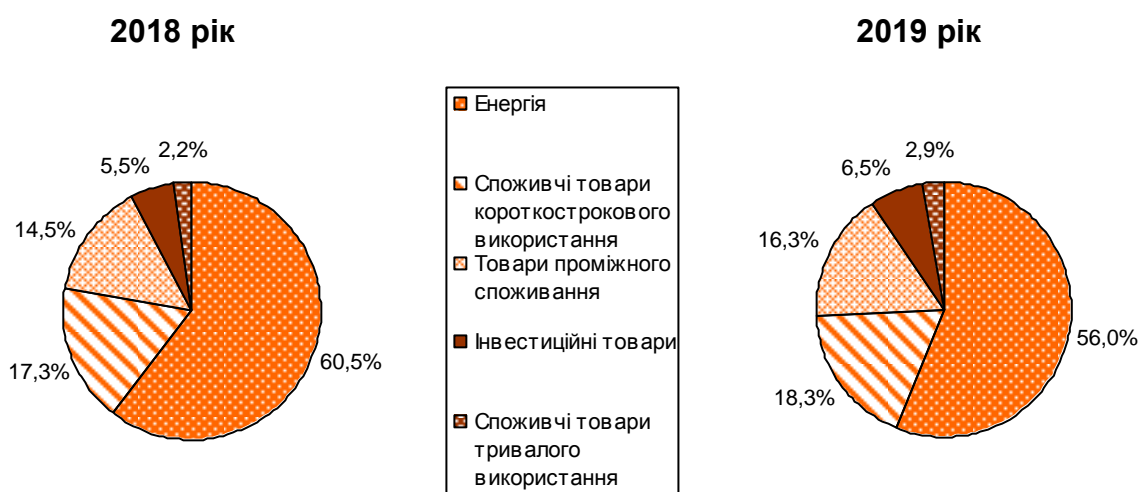 2018 рік
2019 рік
2,2%
5,5%
14,5%
17,3%
60,5%
Енергія
Споживчі товари
короткострокового
використання
Товари проміжного
споживання
Інвестиційні товари
Споживчі товари
тривалого
використання
2,9%
6,5%
16,3%
18,3%
56,0%